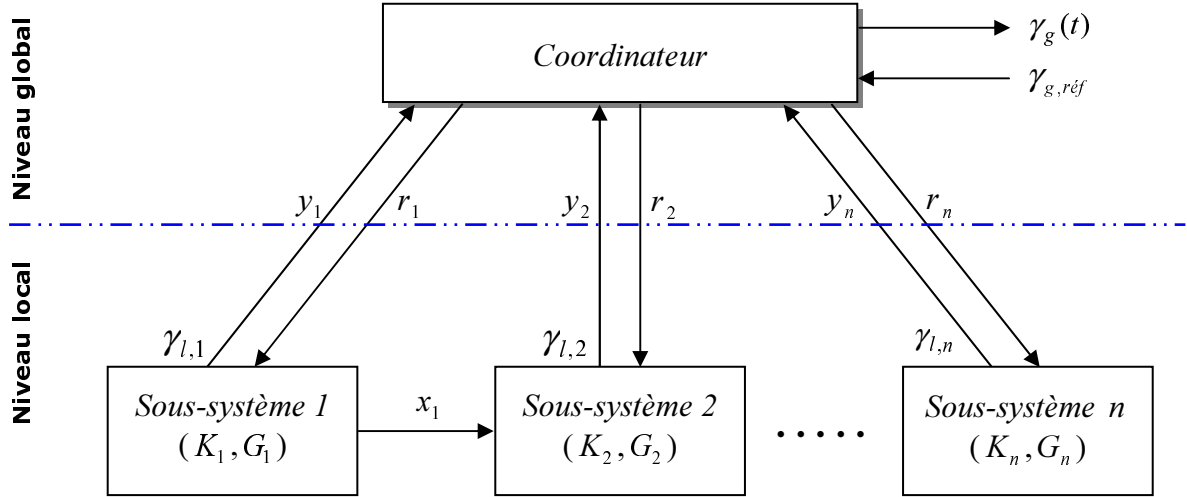 Niveau global
Coordinateur
γg(t)
γg,réf
y1
r1
y2
r2
yn
rn
Niveau local
γl,1
γl,2
γl,n
Sous-système 1
(K1,G1)
x1
Sous-système 2
(K2,G2)
.....
Sous-système n
(Kn,Gn)